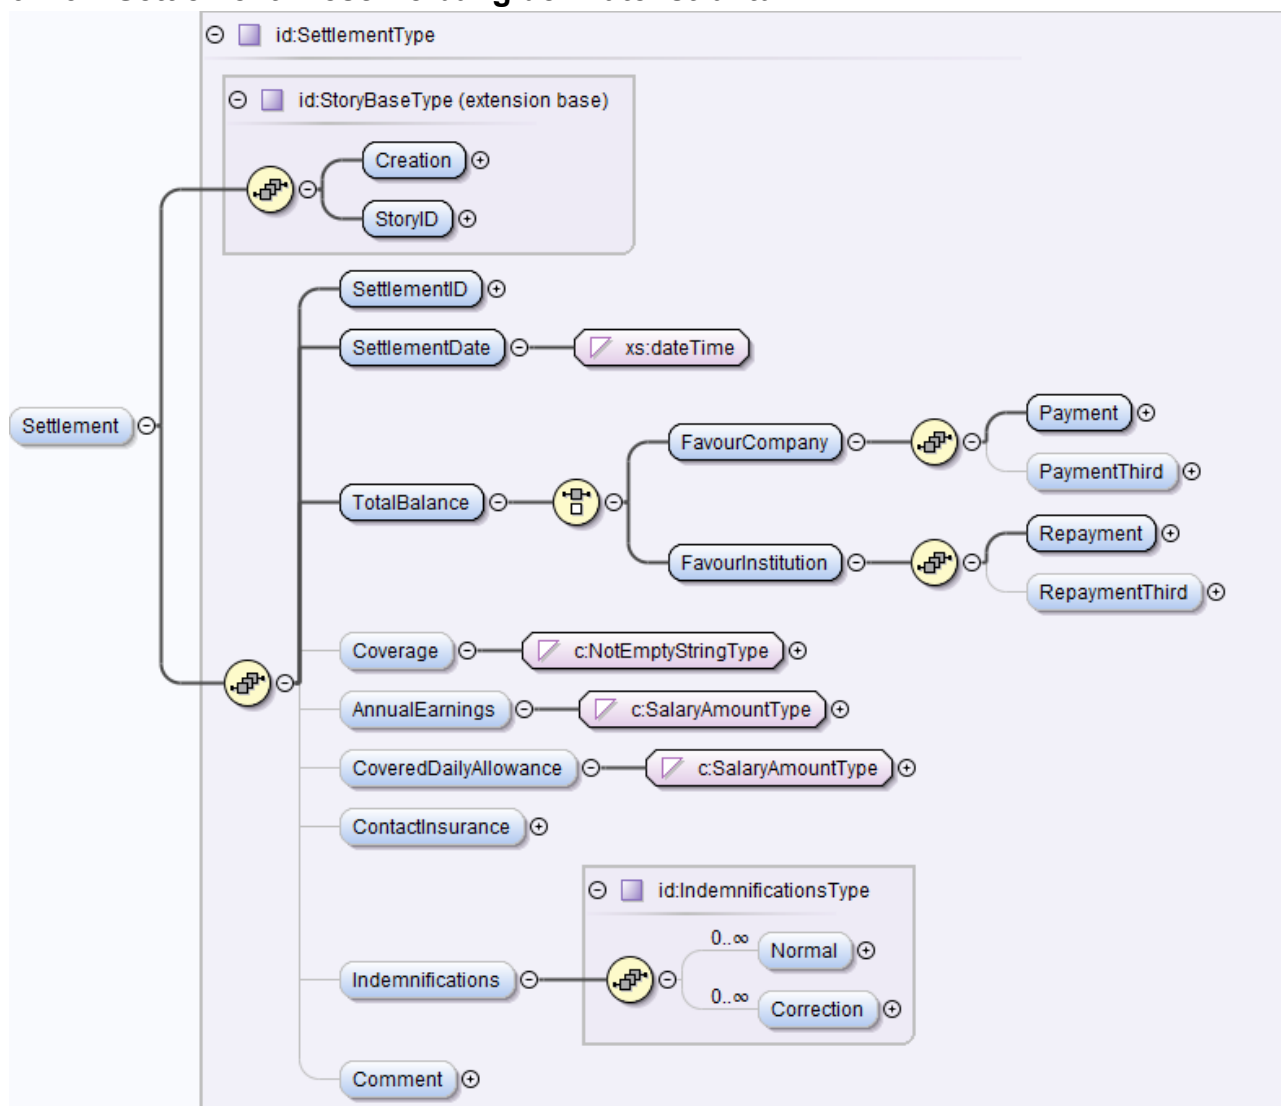 id:SettlementType
id:StoryBaseType (extension base)
Creation
StoryID
SettlementID
SettlementDate
xs:dateTime
Settlement
Payment
FavourCompany
PaymentThird
TotalBalance
Repayment
FavourInstitution
RepaymentThird
Coverage
c:NotEmptyStringType
AnnualEarnings
c:SalaryAmountType
CoveredDailyAllowance
c:SalaryAmountType
ContactInsurance
id:IndemnificationsType
0..∞
Normal
Indemnifications
0..∞
Correction
Comment